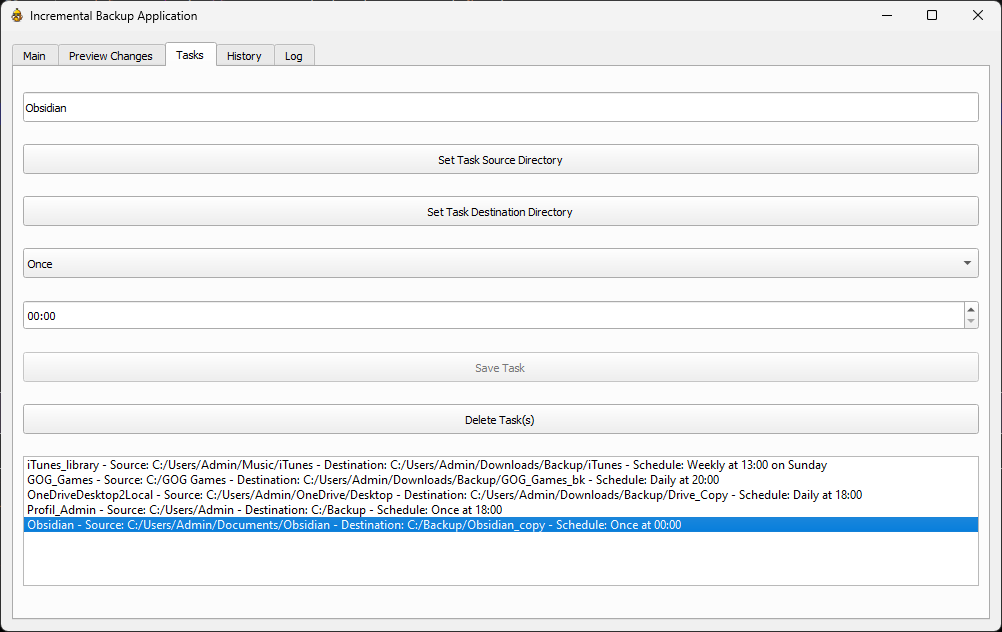 Incremental Backup Application
Main Preview Changes Tasks History Log
Obsidian
Set Task Source Directory
Set Task Destination Directory
Once
00:00
Save Task
Delete Task(s)
iTunes_library - Source: C:/Users/Admin/Music/iTunes - Destination: C:/Users/Admin/Downloads/Backup/iTunes - Schedule: Weekly at 13:00 on Sunday
GOG_Games - Source: C:/GOG Games - Destination: C:/Users/Admin/Downloads/Backup/GOG_Games_bk - Schedule: Daily at 20:00
OneDriveDesktop2Local - Source: C:/Users/Admin/OneDrive/Desktop - Destination: C:/Users/Admin/Downloads/Backup/Drive_Copy - Schedule: Daily at 18:00
Profil_Admin - Source: C:/Users/Admin - Destination: C:/Backup - Schedule: Once at 18:00
Obsidian - Source: C:/Users/Admin/Documents/Obsidian - Destination: C:/Backup/Obsidian_copy - Schedule: Once at 00:00